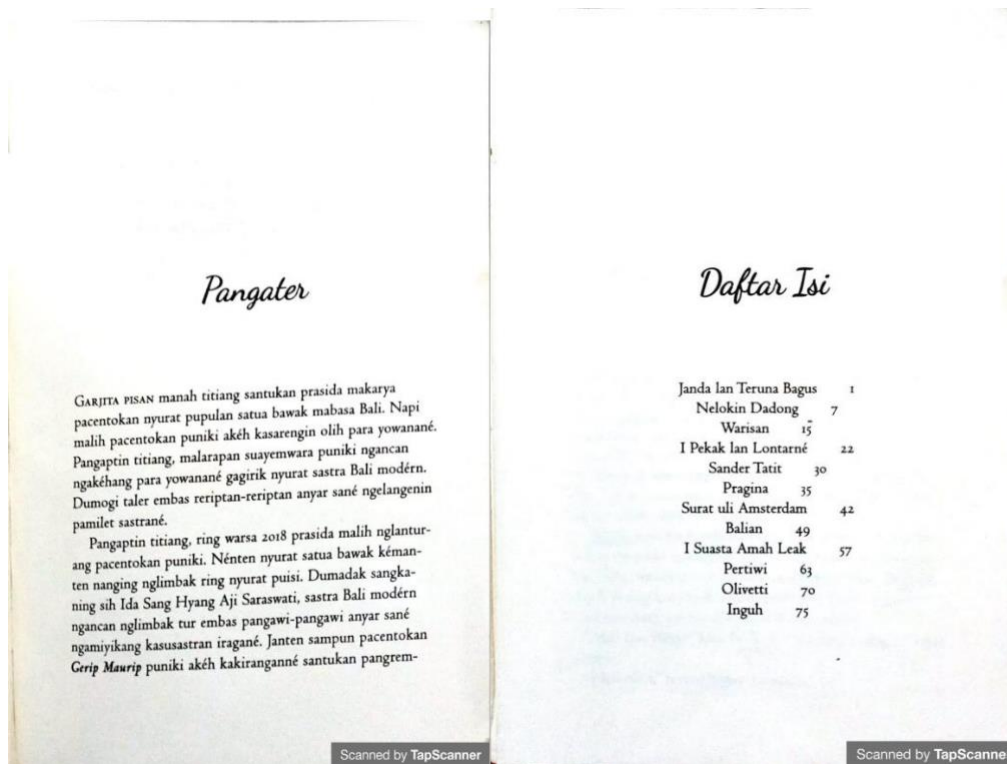 Pangater
GARJITA PISAN manah titiang santukan prasida makarya
pacentokan nyurat pupulan satua bawak mabasa Bali. Napi
malih pacentokan puniki akéh kasarengin olih para yowanané.
Pangaptin titiang, malarapan suayemwara puniki ngancan
ngakéhang para yowanané gagirik nyurat sastra Bali modérn.
Dumogi taler embas reriptan-reriptan anyar sané ngelangenin
pamilet sastrané.
Pangaptin titiang, ring warsa 2018 prasida malih nglantur-
ang pacentokan puniki. Nénten nyurat satua bawak kéman-
ten nanging nglimbak ring nyurat puisi. Dumadak sangka-
ning sih Ida Sang Hyang Aji Saraswati, sastra Bali modérn
ngancan nglimbak tur embas pangawi-pangawi anyar sané
ngamiyikang kasusastran iragané. Janten sampun pacentokan
Gerip Maurip puniki akéh kakiranganné santukan pangrem-
Scanned by TapScanner
Daftar Isi
Janda lan Teruna Bagus 1
Nelokin Dadong 7
Warisan 15
I Pekak lan Lontarné 22
Sander Tatit 30
Pragina 35
Surat uli Amsterdam 42
Balian 49
I Suasta Amah Leak 57
Pertiwi 63
Olivetti 70
Inguh 75
Scanned by TapScanne